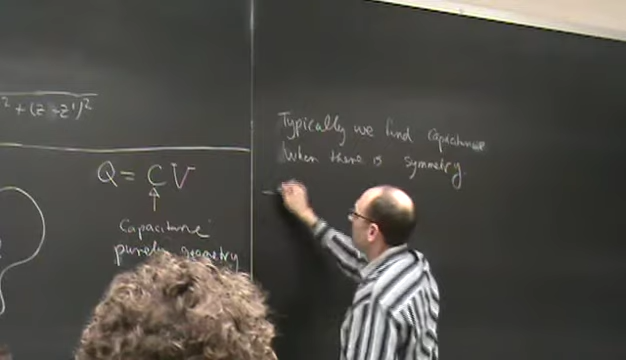 ² + (z - z')²
Q = CV
↑
Capacitance
purely geometry
Typically we find capacitance
when there is symmetry.